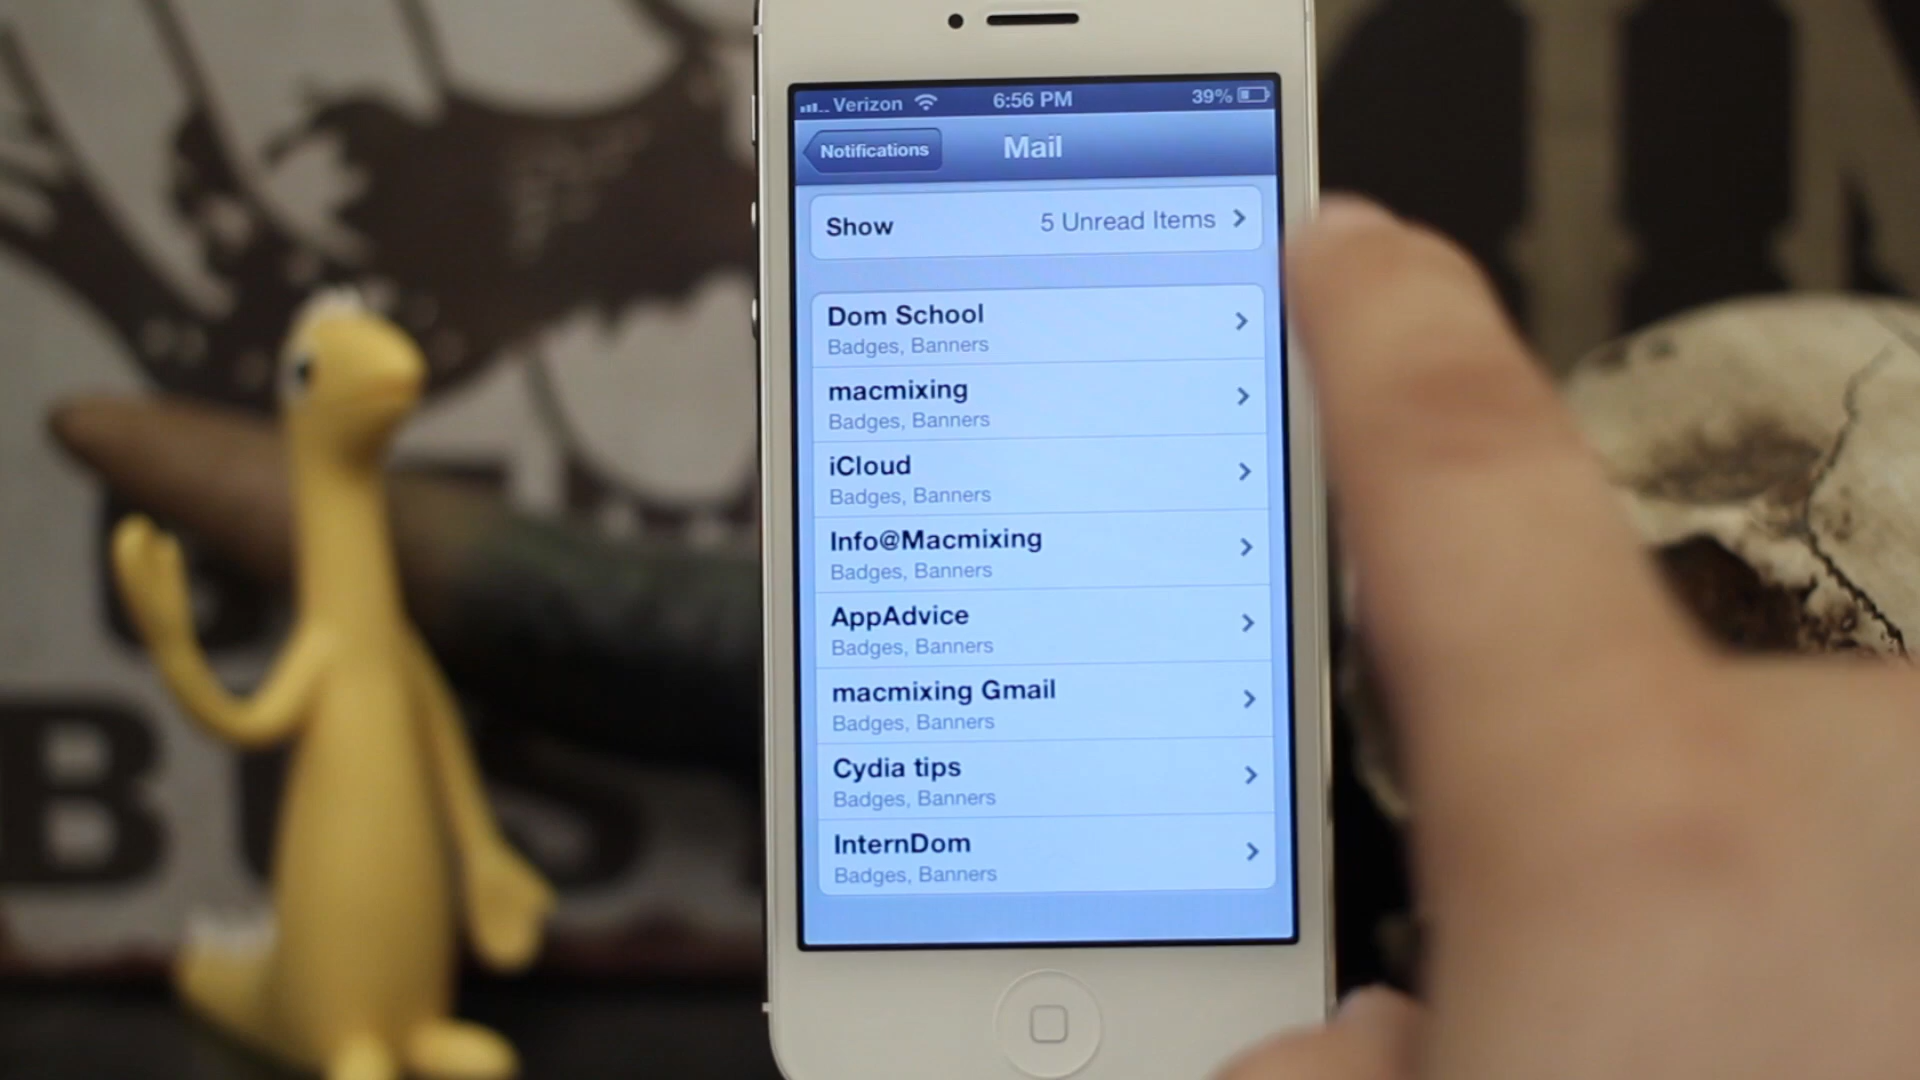 Verizon 6:56 PM 39%
Notifications Mail
Show 5 Unread Items
Dom School
Badges, Banners
macmixing
Badges, Banners
iCloud
Badges, Banners
Info@Macmixing
Badges, Banners
AppAdvice
Badges, Banners
macmixing Gmail
Badges, Banners
Cydia tips
Badges, Banners
InternDom
Badges, Banners